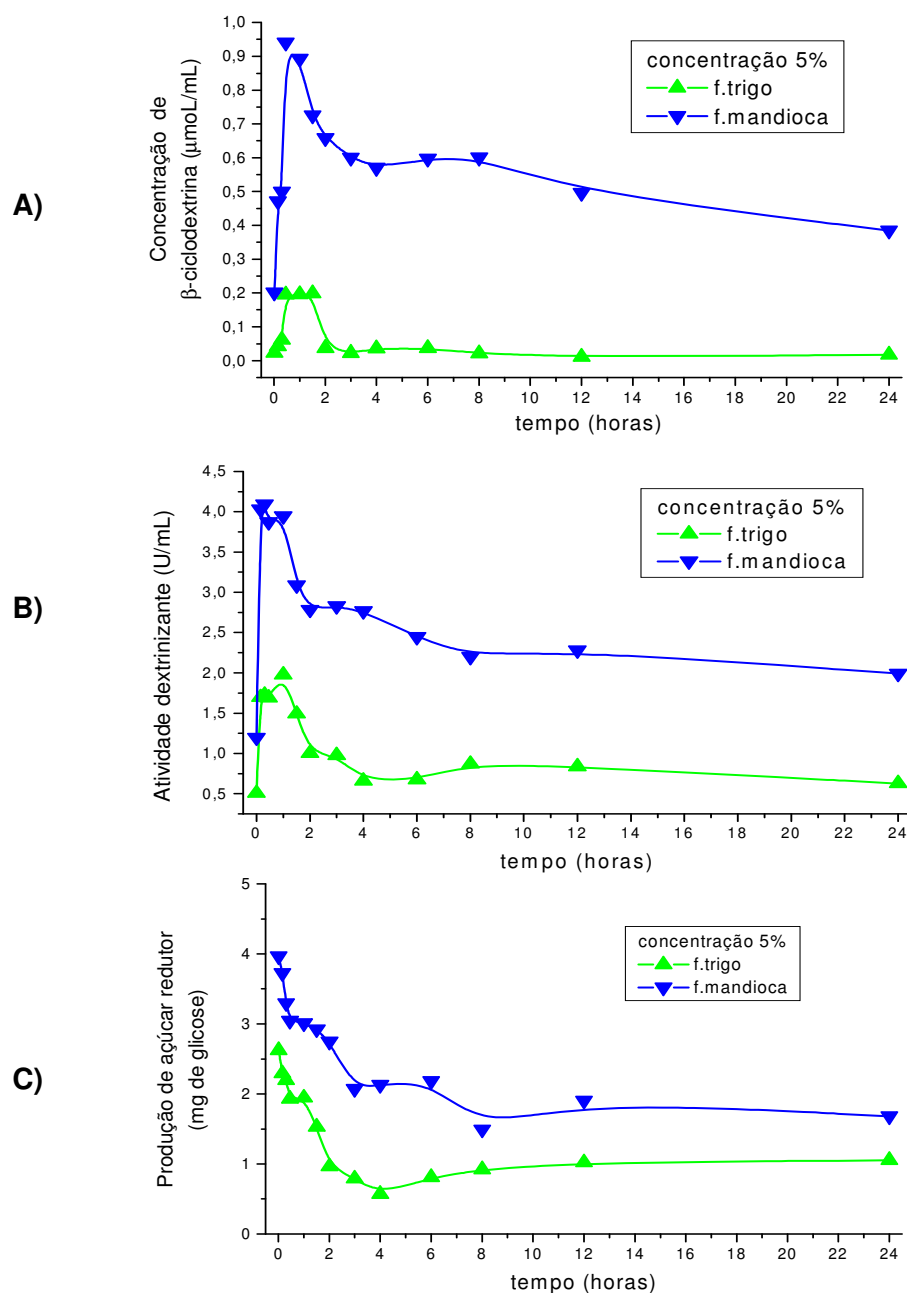 A)
Concentração de
β-ciclodextrina (μmoL/mL)
1,0
0,9
0,8
0,7
0,6
0,5
0,4
0,3
0,2
0,1
0,0
concentração 5%
f.trigo
f.mandioca
0 2 4 6 8 10 12 14 16 18 20 22 24
tempo (horas)
B)
Atividade dextrinizante (U/mL)
4,5
4,0
3,5
3,0
2,5
2,0
1,5
1,0
0,5
concentração 5%
f.trigo
f.mandioca
0 2 4 6 8 10 12 14 16 18 20 22 24
tempo (horas)
C)
Produção de açúcar redutor
(mg de glicose)
5
4
3
2
1
0
concentração 5%
f.trigo
f.mandioca
0 2 4 6 8 10 12 14 16 18 20 22 24
tempo (horas)